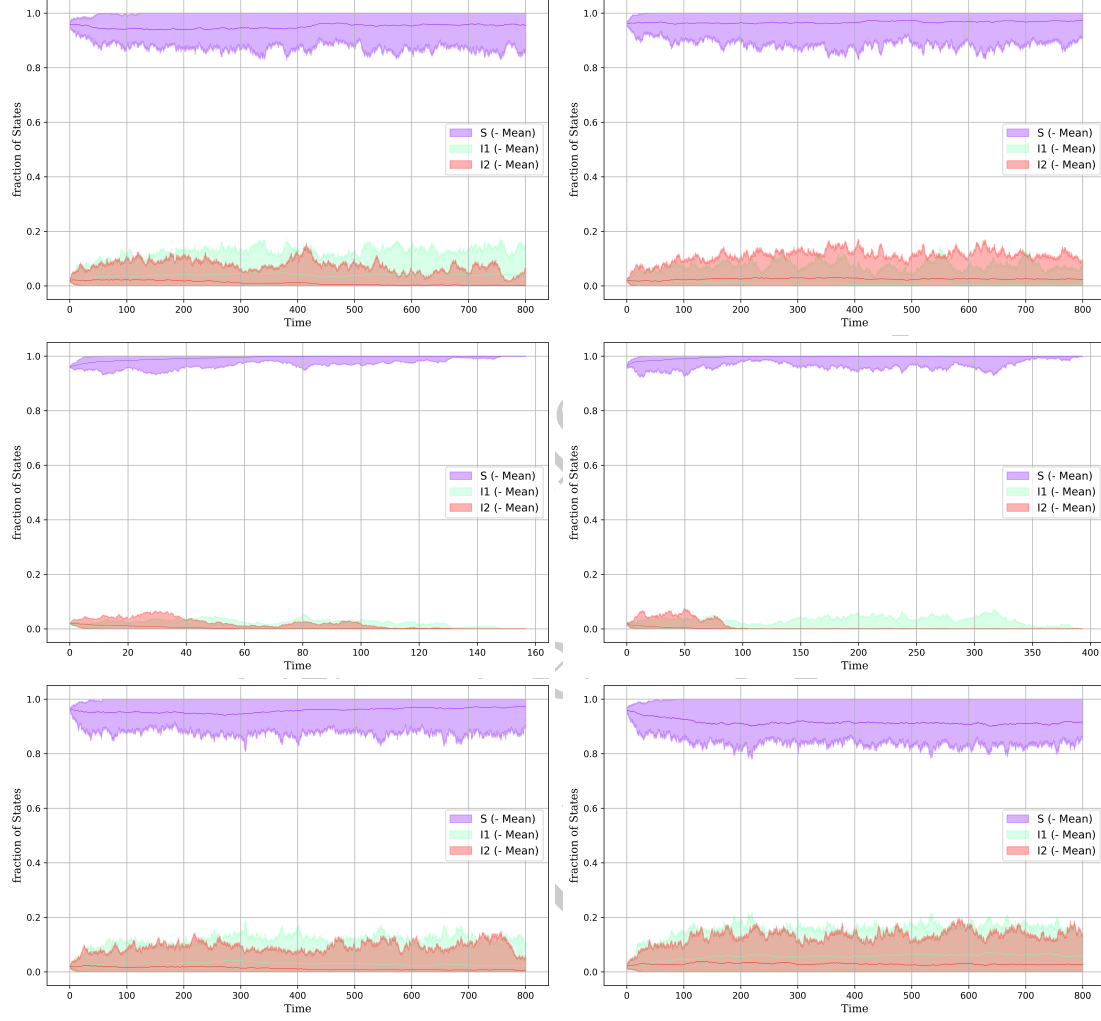 fraction of States
1.0
0.8
0.6
0.4
0.2
0.0
S (- Mean)
I1 (- Mean)
I2 (- Mean)
0 100 200 300 400 500 600 700 800
Time
fraction of States
1.0
0.8
0.6
0.4
0.2
0.0
S (- Mean)
I1 (- Mean)
I2 (- Mean)
0 100 200 300 400 500 600 700 800
Time
fraction of States
1.0
0.8
0.6
0.4
0.2
0.0
S (- Mean)
I1 (- Mean)
I2 (- Mean)
0 20 40 60 80 100 120 140 160
Time
fraction of States
1.0
0.8
0.6
0.4
0.2
0.0
S (- Mean)
I1 (- Mean)
I2 (- Mean)
0 50 100 150 200 250 300 350 400
Time
fraction of States
1.0
0.8
0.6
0.4
0.2
0.0
S (- Mean)
I1 (- Mean)
I2 (- Mean)
0 100 200 300 400 500 600 700 800
Time
fraction of States
1.0
0.8
0.6
0.4
0.2
0.0
S (- Mean)
I1 (- Mean)
I2 (- Mean)
0 100 200 300 400 500 600 700 800
Time